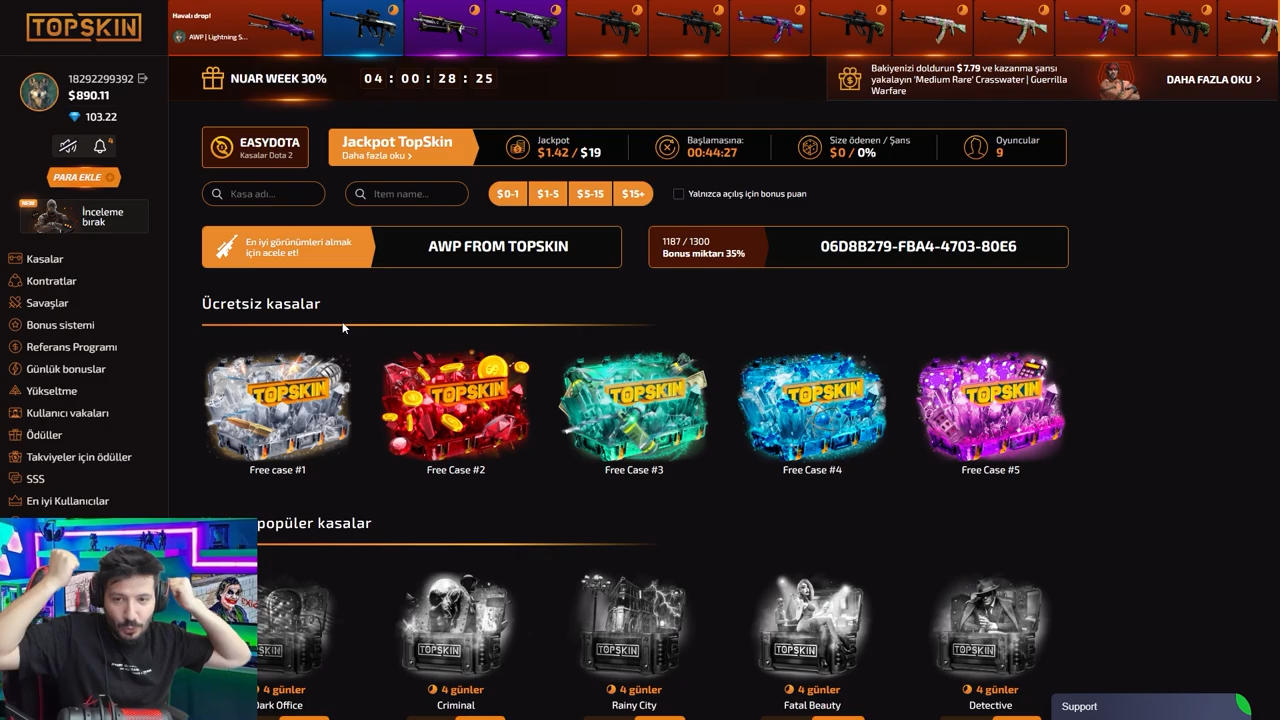 TOPSKIN
Havalı drop!
AWP | Lightning S...
18292299392
$890.11
103.22
4
PARA EKLE
NEW
İnceleme
bırak
Kasalar
Kontratlar
Savaşlar
Bonus sistemi
Referans Programı
Günlük bonuslar
Yükseltme
Kullanıcı vakaları
Ödüller
Takviyeler için ödüller
SSS
En iyi Kullanıcılar
NUAR WEEK 30%
04 : 00 : 28 : 25
Bakiyenizi doldurun $7.79 ve kazanma şansı
yakalayın 'Medium Rare' Crasswater | Guerrilla
Warfare
DAHA FAZLA OKU
EASYDOTA
Kasalar Dota 2
Jackpot TopSkin
Daha fazla oku
Jackpot
$1.42 / $19
Başlamasına:
00:44:27
Size ödenen / Şans
$0 / 0%
Oyuncular
9
Kasa adı...
Item name...
$0-1
$1-5
$5-15
$15+
Yalnızca açılış için bonus puan
En iyi görünümleri almak
için acele et!
AWP FROM TOPSKIN
1187 / 1300
Bonus miktarı 35%
06D8B279-FBA4-4703-80E6
Ücretsiz kasalar
TOPSKIN
TOPSKIN
TOPSKIN
TOPSKIN
TOPSKIN
Free case #1
Free Case #2
Free Case #3
Free Case #4
Free Case #5
popüler kasalar
TOPSKIN
TOPSKIN
TOPSKIN
TOPSKIN
TOPSKIN
4 günler
4 günler
4 günler
4 günler
4 günler
Dark Office
Criminal
Rainy City
Fatal Beauty
Detective
Support